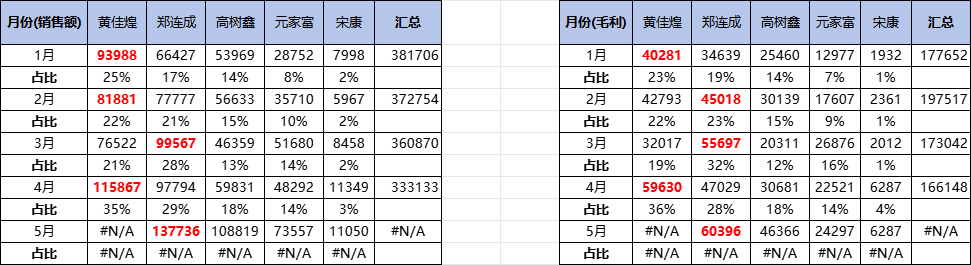 月份(销售额) 黄佳煌 郑连成 高树鑫 元家富 宋康 汇总 月份(毛利) 黄佳煌 郑连成 高树鑫 元家富 宋康 汇总
1月 93988 66427 53969 28752 7998 381706 1月 40281 34639 25460 12977 1932 177652
占比 25% 17% 14% 8% 2% 占比 23% 19% 14% 7% 1%
2月 81881 77777 56633 35710 5967 372754 2月 42793 45018 30139 17607 2361 197517
占比 22% 21% 15% 10% 2% 占比 22% 23% 15% 9% 1%
3月 76522 99567 46359 51680 8458 360870 3月 32017 55697 20311 26876 2012 173042
占比 21% 28% 13% 14% 2% 占比 19% 32% 12% 16% 1%
4月 115867 97794 59831 48292 11349 333133 4月 59630 47029 30681 22521 6287 166148
占比 35% 29% 18% 14% 3% 占比 36% 28% 18% 14% 4%
5月 #N/A 137736 108819 73557 11050 #N/A 5月 #N/A 60396 46366 24297 6287 #N/A
占比 #N/A #N/A #N/A #N/A #N/A 占比 #N/A #N/A #N/A #N/A #N/A